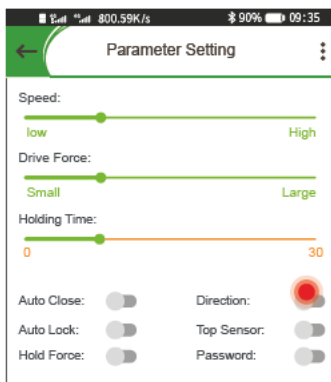 800.59K/s 90% 09:35
Parameter Setting
Speed:
low High
Drive Force:
Small Large
Holding Time:
0 30
Auto Close: Direction:
Auto Lock: Top Sensor:
Hold Force: Password: